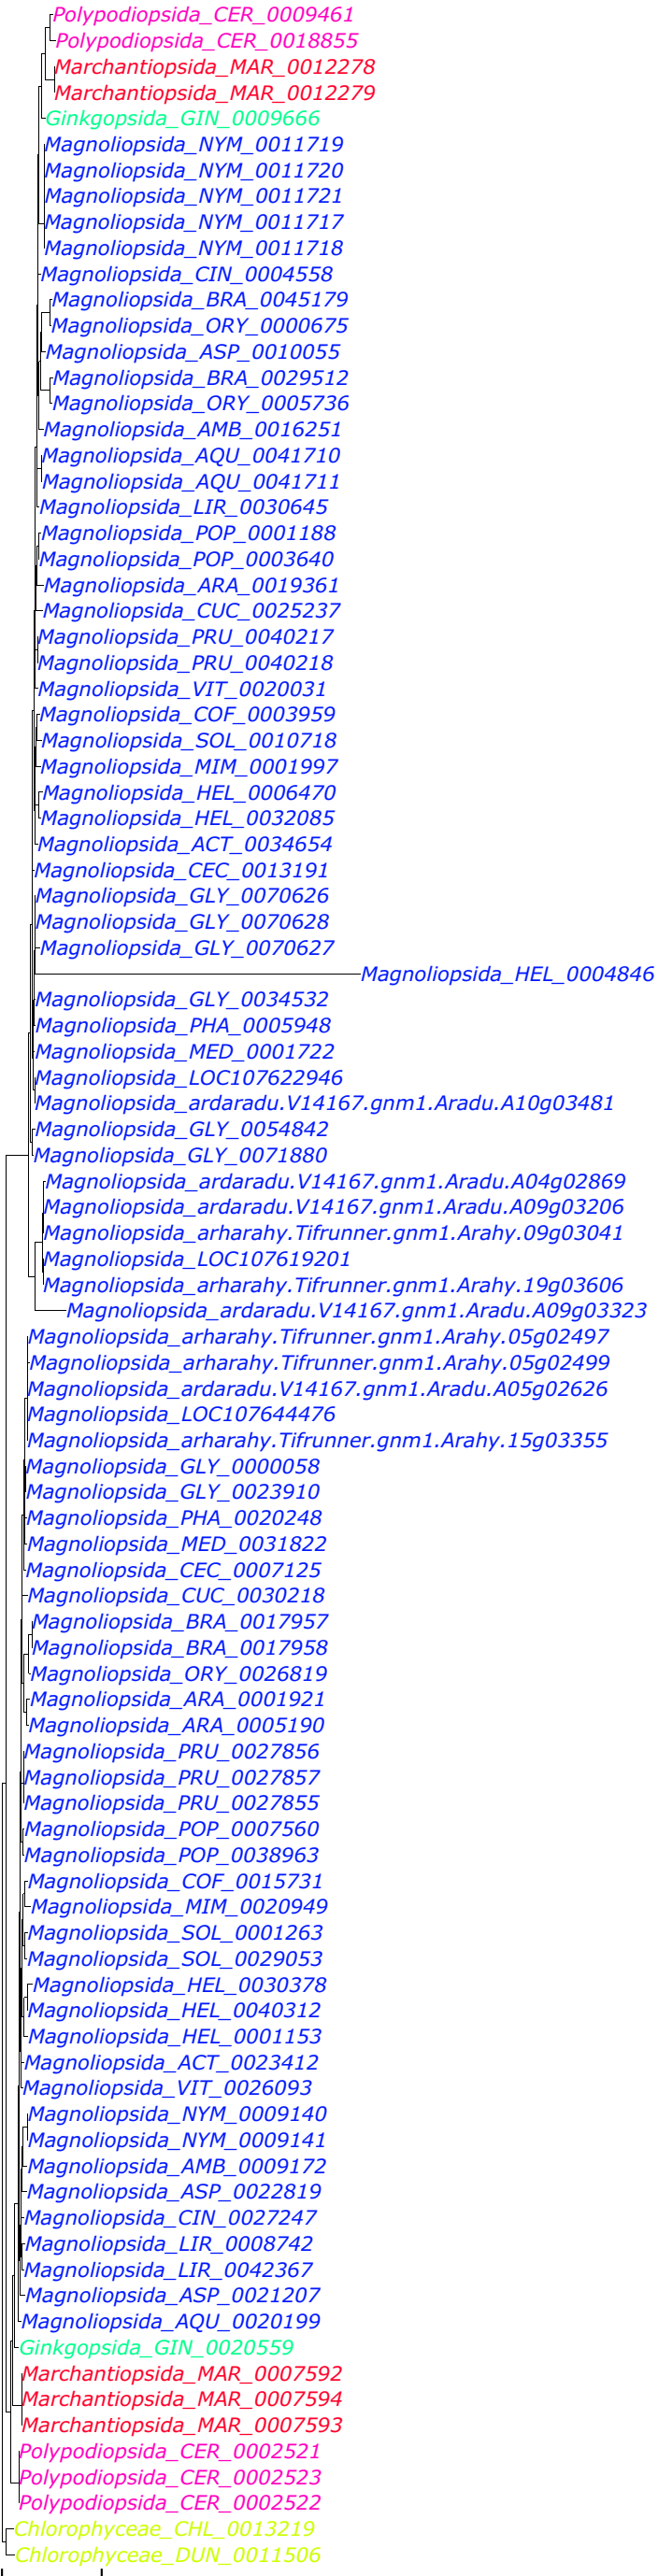 Polypodiopsida_CER_0009461
Polypodiopsida_CER_0018855
Marchantiopsida_MAR_0012278
Marchantiopsida_MAR_0012279
Ginkgopsida_GIN_0009666
Magnoliopsida_NYM_0011719
Magnoliopsida_NYM_0011720
Magnoliopsida_NYM_0011721
Magnoliopsida_NYM_0011717
Magnoliopsida_NYM_0011718
Magnoliopsida_CIN_0004558
Magnoliopsida_BRA_0045179
Magnoliopsida_ORY_0000675
Magnoliopsida_ASP_0010055
Magnoliopsida_BRA_0029512
Magnoliopsida_ORY_0005736
Magnoliopsida_AMB_0016251
Magnoliopsida_AQU_0041710
Magnoliopsida_AQU_0041711
Magnoliopsida_LIR_0030645
Magnoliopsida_POP_0001188
Magnoliopsida_POP_0003640
Magnoliopsida_ARA_0019361
Magnoliopsida_CUC_0025237
Magnoliopsida_PRU_0040217
Magnoliopsida_PRU_0040218
Magnoliopsida_VIT_0020031
Magnoliopsida_COF_0003959
Magnoliopsida_SOL_0010718
Magnoliopsida_MIM_0001997
Magnoliopsida_HEL_0006470
Magnoliopsida_HEL_0032085
Magnoliopsida_ACT_0034654
Magnoliopsida_CEC_0013191
Magnoliopsida_GLY_0070626
Magnoliopsida_GLY_0070628
Magnoliopsida_GLY_0070627
Magnoliopsida_HEL_0004846
Magnoliopsida_GLY_0034532
Magnoliopsida_PHA_0005948
Magnoliopsida_MED_0001722
Magnoliopsida_LOC107622946
Magnoliopsida_ardaradu.V14167.gnm1.Aradu.A10g03481
Magnoliopsida_GLY_0054842
Magnoliopsida_GLY_0071880
Magnoliopsida_ardaradu.V14167.gnm1.Aradu.A04g02869
Magnoliopsida_ardaradu.V14167.gnm1.Aradu.A09g03206
Magnoliopsida_arharahy.Tifrunner.gnm1.Arahy.09g03041
Magnoliopsida_LOC107619201
Magnoliopsida_arharahy.Tifrunner.gnm1.Arahy.19g03606
Magnoliopsida_ardaradu.V14167.gnm1.Aradu.A09g03323
Magnoliopsida_arharahy.Tifrunner.gnm1.Arahy.05g02497
Magnoliopsida_arharahy.Tifrunner.gnm1.Arahy.05g02499
Magnoliopsida_ardaradu.V14167.gnm1.Aradu.A05g02626
Magnoliopsida_LOC107644476
Magnoliopsida_arharahy.Tifrunner.gnm1.Arahy.15g03355
Magnoliopsida_GLY_0000058
Magnoliopsida_GLY_0023910
Magnoliopsida_PHA_0020248
Magnoliopsida_MED_0031822
Magnoliopsida_CEC_0007125
Magnoliopsida_CUC_0030218
Magnoliopsida_BRA_0017957
Magnoliopsida_BRA_0017958
Magnoliopsida_ORY_0026819
Magnoliopsida_ARA_0001921
Magnoliopsida_ARA_0005190
Magnoliopsida_PRU_0027856
Magnoliopsida_PRU_0027857
Magnoliopsida_PRU_0027855
Magnoliopsida_POP_0007560
Magnoliopsida_POP_0038963
Magnoliopsida_COF_0015731
Magnoliopsida_MIM_0020949
Magnoliopsida_SOL_0001263
Magnoliopsida_SOL_0029053
Magnoliopsida_HEL_0030378
Magnoliopsida_HEL_0040312
Magnoliopsida_HEL_0001153
Magnoliopsida_ACT_0023412
Magnoliopsida_VIT_0026093
Magnoliopsida_NYM_0009140
Magnoliopsida_NYM_0009141
Magnoliopsida_AMB_0009172
Magnoliopsida_ASP_0022819
Magnoliopsida_CIN_0027247
Magnoliopsida_LIR_0008742
Magnoliopsida_LIR_0042367
Magnoliopsida_ASP_0021207
Magnoliopsida_AQU_0020199
Ginkgopsida_GIN_0020559
Marchantiopsida_MAR_0007592
Marchantiopsida_MAR_0007594
Marchantiopsida_MAR_0007593
Polypodiopsida_CER_0002521
Polypodiopsida_CER_0002523
Polypodiopsida_CER_0002522
Chlorophyceae_CHL_0013219
Chlorophyceae_DUN_0011506